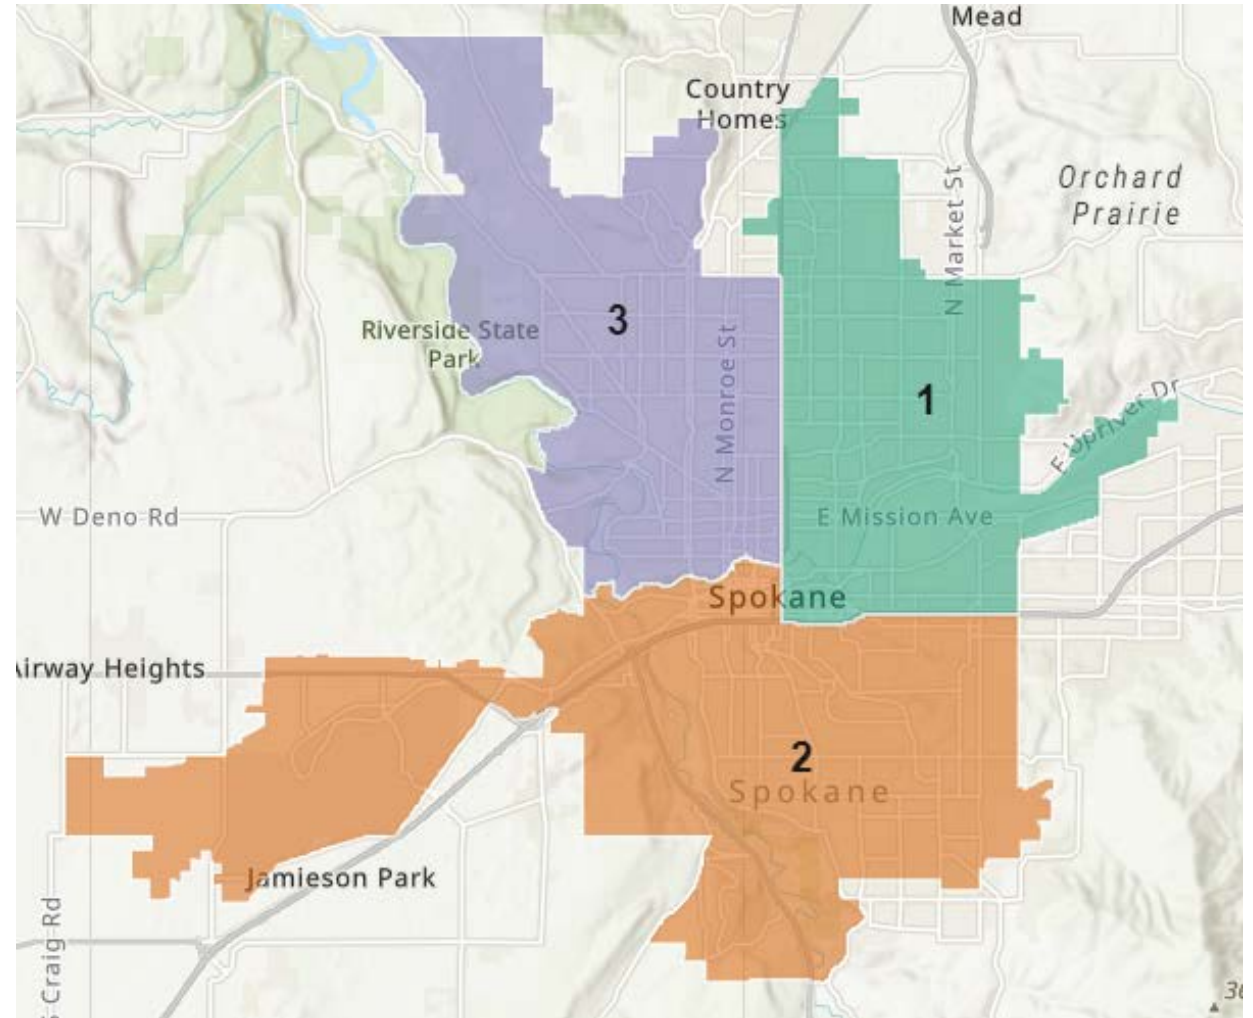 Mead
Country
Homes
Orchard
Prairie
N Market St
Riverside State
Park
3
N Monroe St
1
E Upriver Dr
W Deno Rd
E Mission Ave
Spokane
Airway Heights
2
Spokane
Jamieson Park
S Craig Rd